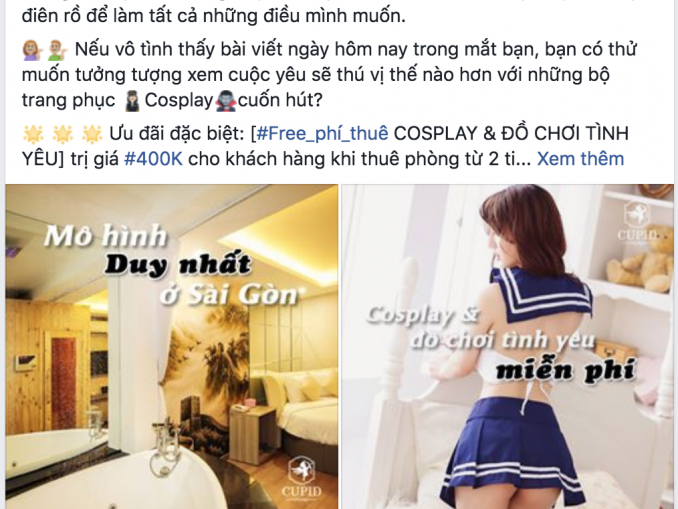 điên rồ để làm tất cả những điều mình muốn.
Nếu vô tình thấy bài viết ngày hôm nay trong mắt bạn, bạn có thử
muốn tưởng tượng xem cuộc yêu sẽ thú vị thế nào hơn với những bộ
trang phục Cosplay cuốn hút?
Ưu đãi đặc biệt: [#Free_phí_thuê COSPLAY & ĐỒ CHƠI TÌNH
YÊU] trị giá #400K cho khách hàng khi thuê phòng từ 2 ti... Xem thêm
Mô hình
Duy nhất
ở Sài Gòn
CUPID
CUPID
Cosplay &
đồ chơi tình yêu
miễn phí